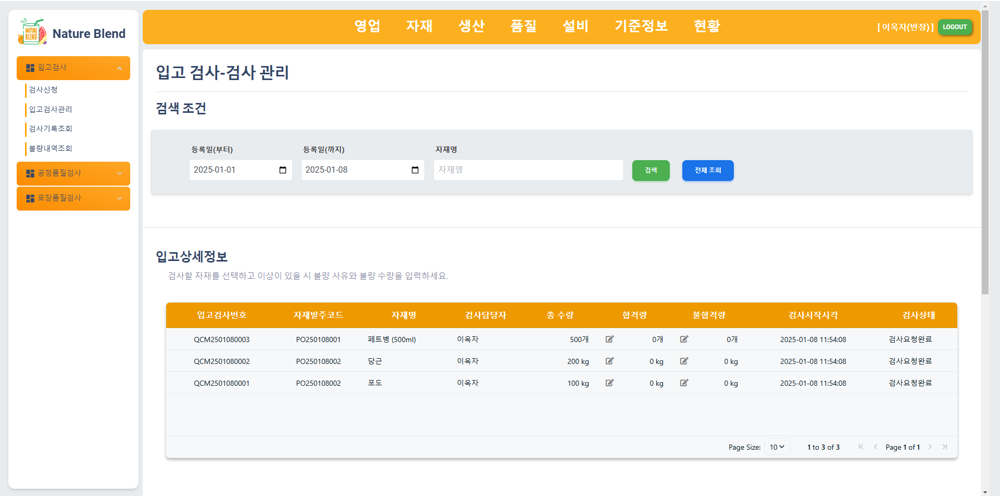 NATURE BLEND
Nature Blend
영업 자재 생산 품질 설비 기준정보 현황
[ 이옥자(반장) ] LOGOUT
입고검사
검사신청
입고검사관리
검사기록조회
불량내역조회
공정품질검사
포장품질검사
입고 검사-검사 관리
검색 조건
등록일(부터) 등록일(까지) 자재명
2025-01-01 2025-01-08 자재명 검색 전체 조회
입고상세정보
검사할 자재를 선택하고 이상이 있을 시 불량 사유와 불량 수량을 입력하세요.
입고검사번호 자재발주코드 자재명 검사담당자 총 수량 합격량 불합격량 검사시작시각 검사상태
QCM2501080003 PO250108001 페트병 (500ml) 이옥자 500개 0개 0개 2025-01-08 11:54:08 검사요청완료
QCM2501080002 PO250108002 당근 이옥자 200 kg 0 kg 0 kg 2025-01-08 11:54:08 검사요청완료
QCM2501080001 PO250108002 포도 이옥자 100 kg 0 kg 0 kg 2025-01-08 11:54:08 검사요청완료
Page Size: 10 1 to 3 of 3 Page 1 of 1